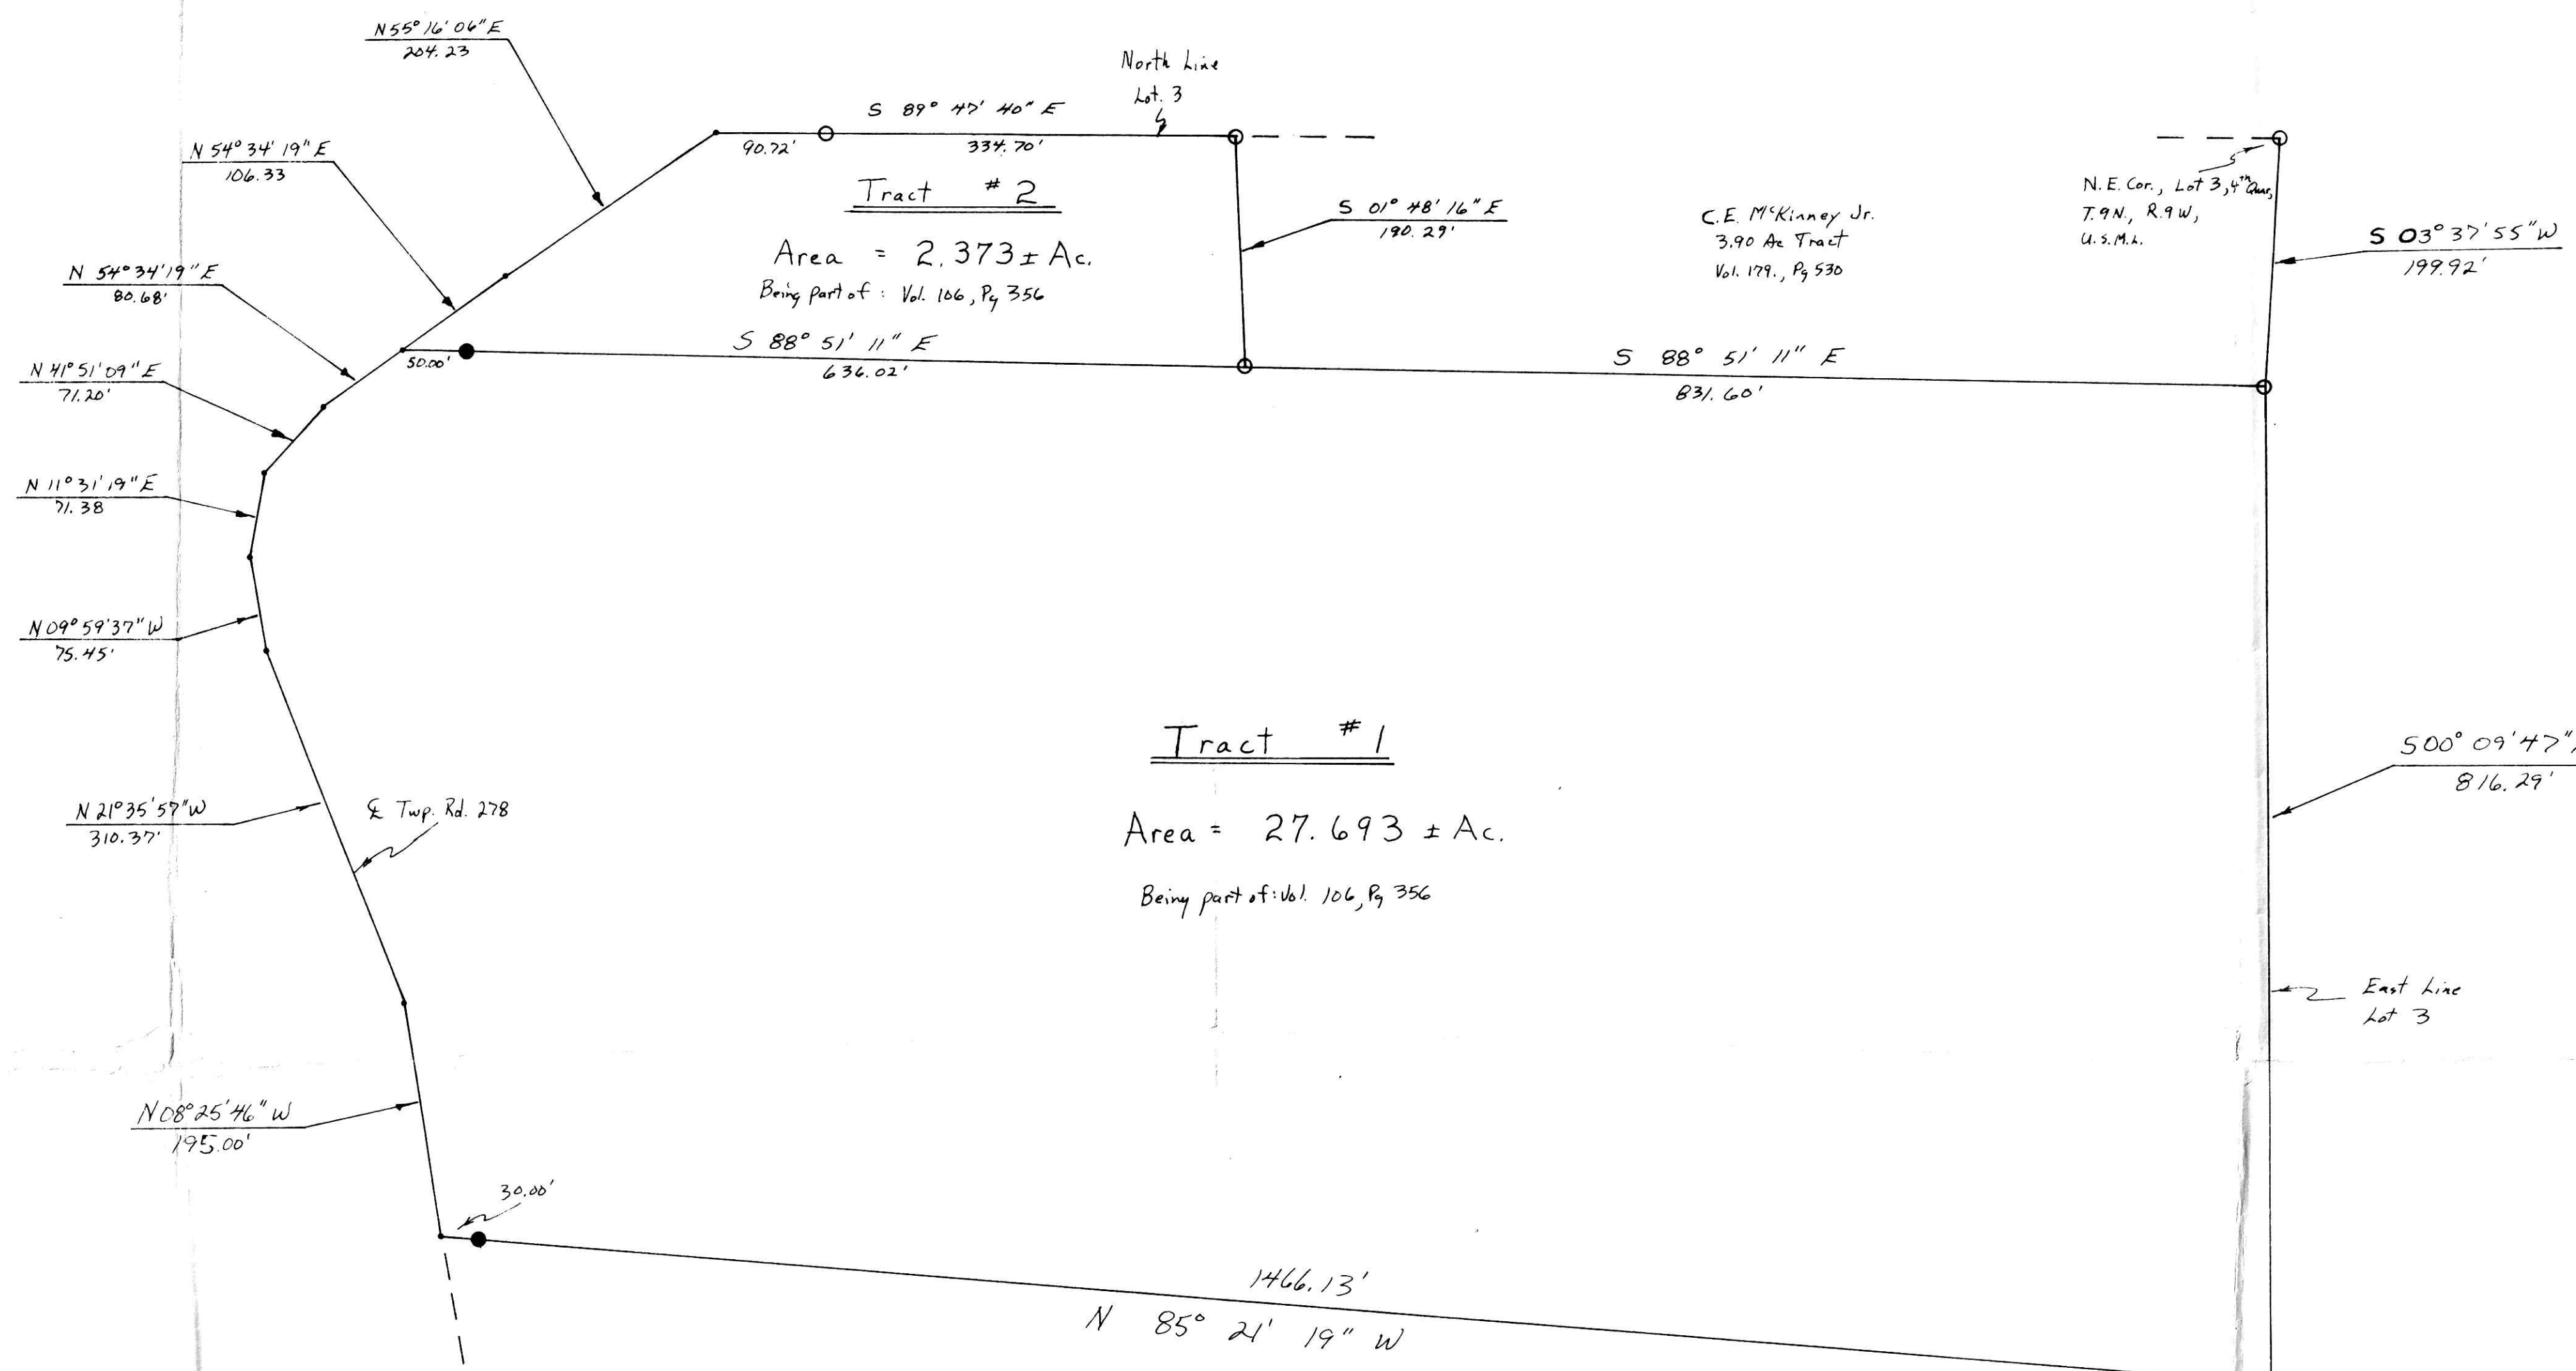 N 55° 16' 06" E
204.23
North Line
Lot. 3
S 89° 47' 40" E
90.72'
334.70'
N 54° 34' 19" E
106.33
Tract # 2
Area = 2.373 ± Ac.
Being part of : Vol. 106, Pg 356
S 01° 48' 16" E
190.29'
C.E. McKinney Jr.
3.90 Ac Tract
Vol. 179., Pg 530
N.E. Cor., Lot 3, 4th Quar,
T.9N., R.9W,
U.S.M.L.
S 03° 37' 55" W
199.92'
N 54° 34' 19" E
80.68'
50.00'
S 88° 51' 11" E
636.02'
S 88° 51' 11" E
831.60'
N 41° 51' 09" E
71.20'
N 11° 31' 19" E
71.38
N 09° 59' 37" W
75.45'
Tract # 1
Area = 27.693 ± Ac.
Being part of: Vol. 106, Pg 356
S 00° 09' 47"
816.29'
N 21° 35' 57" W
310.37'
℄ Twp. Rd. 278
East Line
Lot 3
N 08° 25' 46" W
195.00'
30.00'
1466.13'
N 85° 21' 19" W